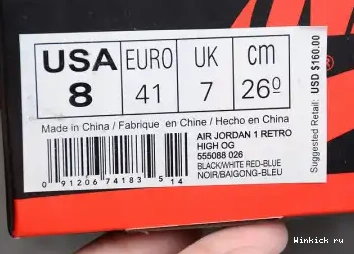 USA EURO UK cm
8 41 7 26º
Made in China / Fabrique en Chine / Hecho en China
AIR JORDAN 1 RETRO
HIGH OG
555088 026
BLACK/WHITE RED-BLUE
NOIR/BAIGONG-BLEU
0 91206 74183 5 14
Suggested Retail: USD $160.00
®
Winkick ru